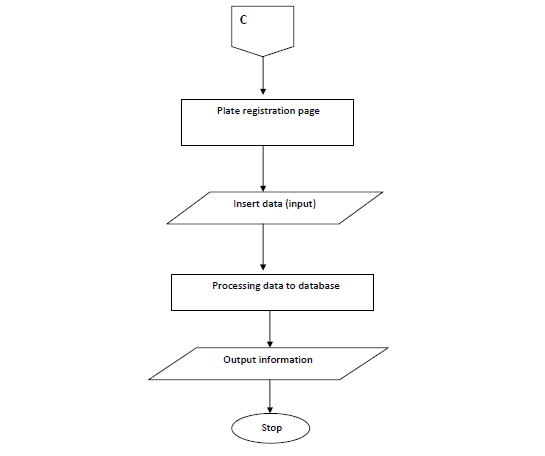 C
Plate registration page
Insert data (input)
Processing data to database
Output information
Stop